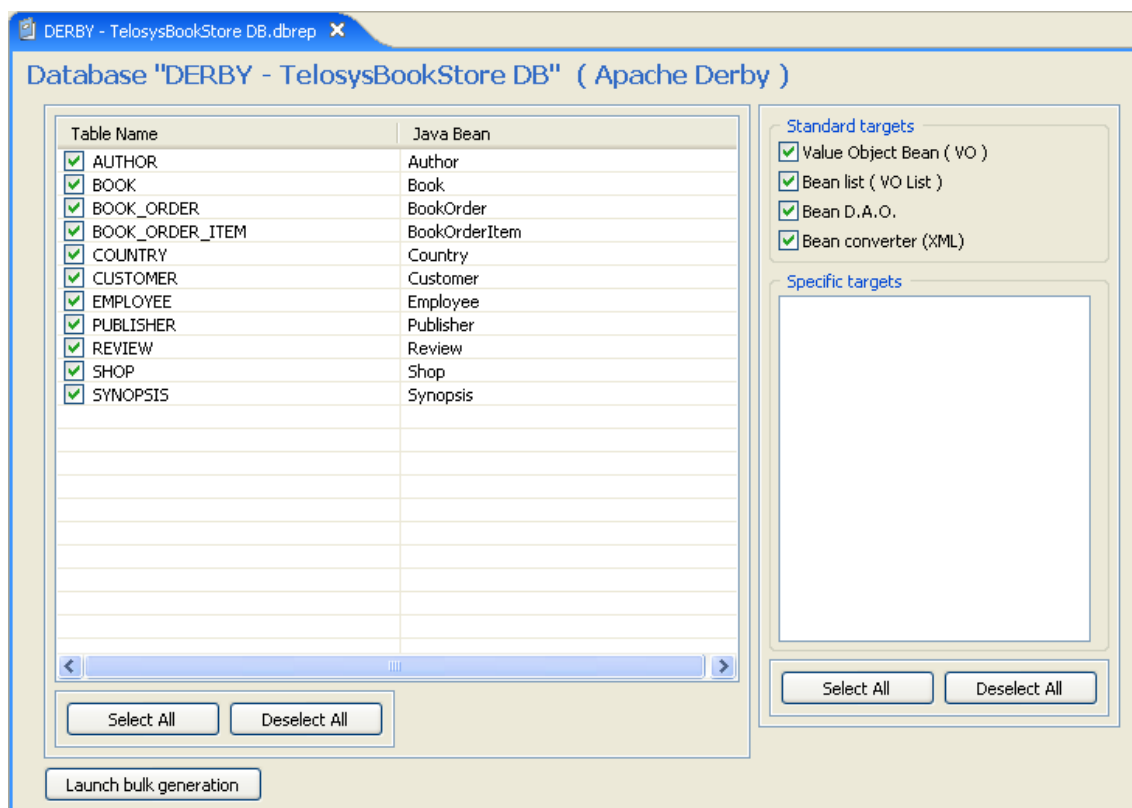 DERBY - TelosysBookStore DB.dbrep
Database "DERBY - TelosysBookStore DB" ( Apache Derby )
Table Name Java Bean
AUTHOR Author
BOOK Book
BOOK_ORDER BookOrder
BOOK_ORDER_ITEM BookOrderItem
COUNTRY Country
CUSTOMER Customer
EMPLOYEE Employee
PUBLISHER Publisher
REVIEW Review
SHOP Shop
SYNOPSIS Synopsis
Select All Deselect All
Launch bulk generation
Standard targets
Value Object Bean ( VO )
Bean list ( VO List )
Bean D.A.O.
Bean converter (XML)
Specific targets
Select All Deselect All